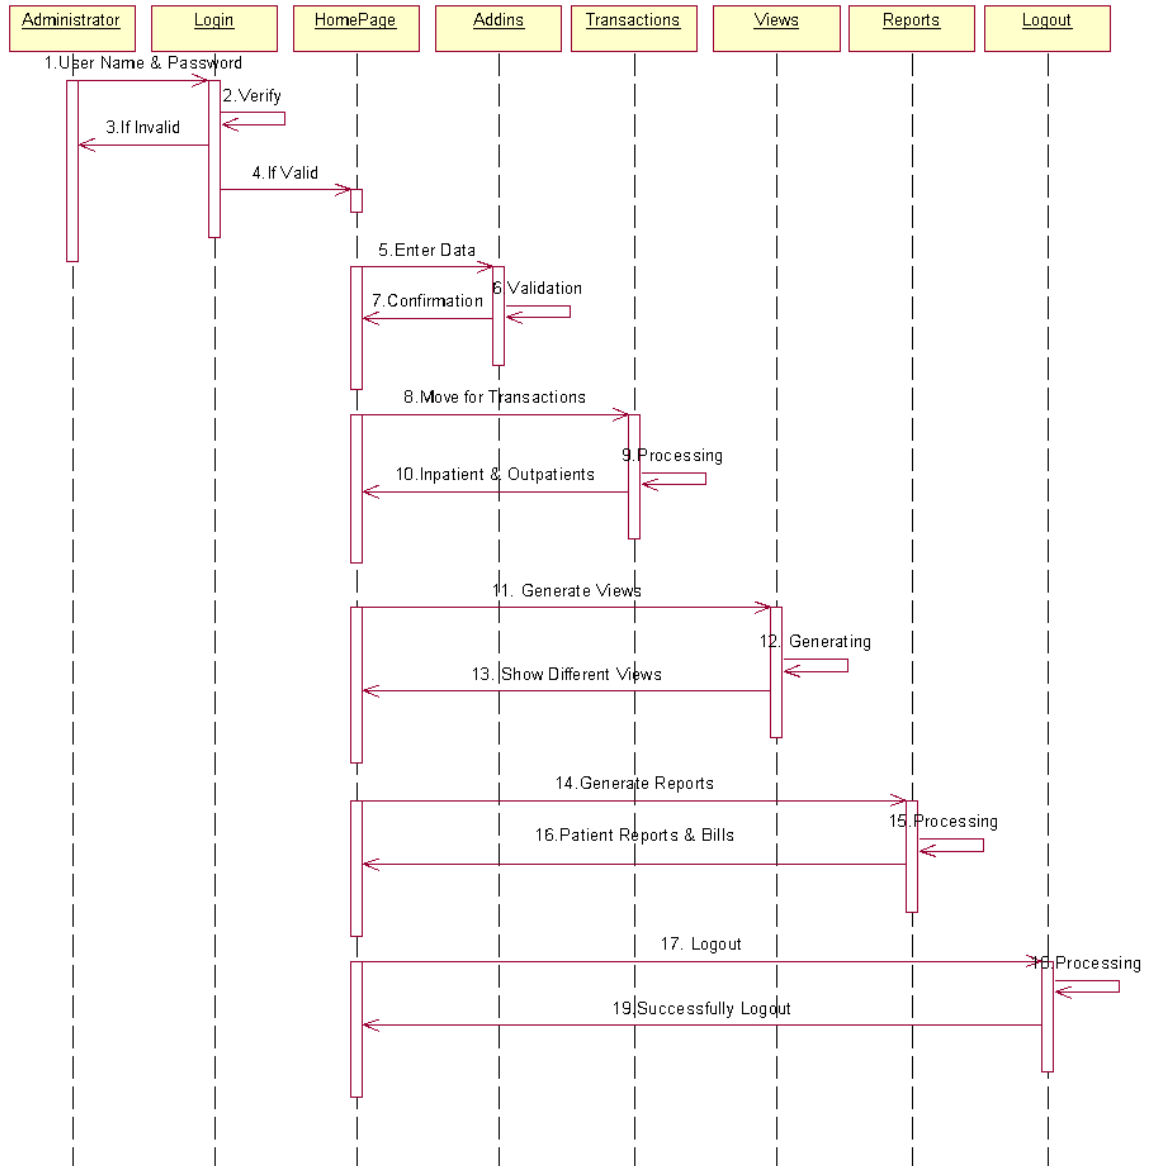 Administrator
Login
HomePage
Addins
Transactions
Views
Reports
Logout
1.User Name & Password
2.Verify
3.If Invalid
4.If Valid
5.Enter Data
6.Validation
7.Confirmation
8.Move for Transactions
9.Processing
10.Inpatient & Outpatients
11. Generate Views
12. Generating
13. Show Different Views
14.Generate Reports
15.Processing
16.Patient Reports & Bills
17. Logout
18.Processing
19.Successfully Logout